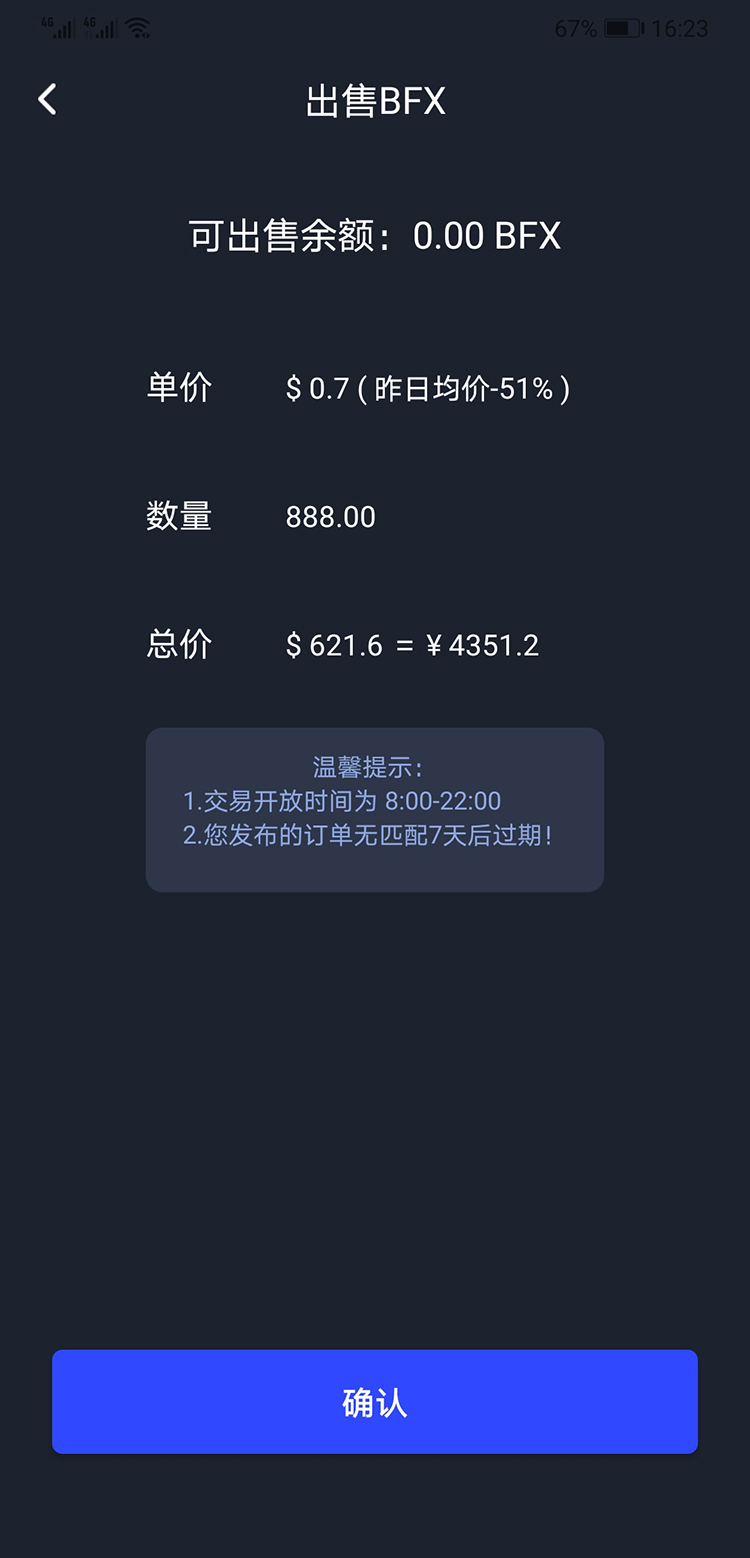 4G 4G 67% 16:23
出售BFX
可出售余额：0.00 BFX
单价 $ 0.7 ( 昨日均价-51% )
数量 888.00
总价 $ 621.6 = ¥ 4351.2
温馨提示：
1.交易开放时间为 8:00-22:00
2.您发布的订单无匹配7天后过期！
确认